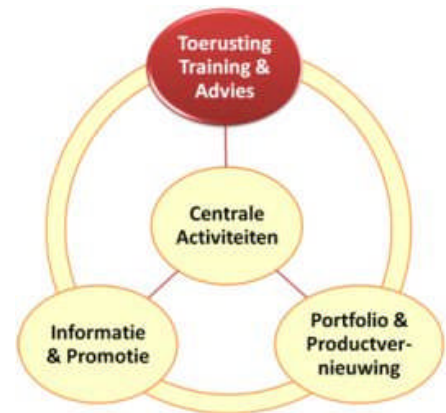 Toerusting
Training &
Advies
Centrale
Activiteiten
Informatie
& Promotie
Portfolio &
Productver-
nieuwing